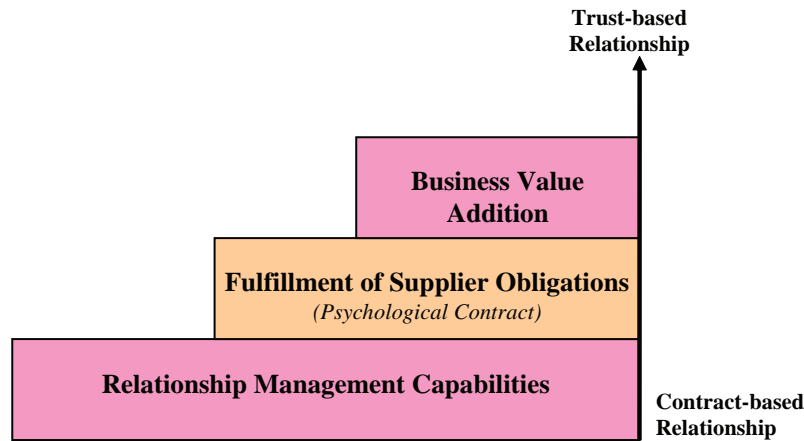 Trust-based
Relationship
Business Value
Addition
Fulfillment of Supplier Obligations
(Psychological Contract)
Relationship Management Capabilities
Contract-based
Relationship